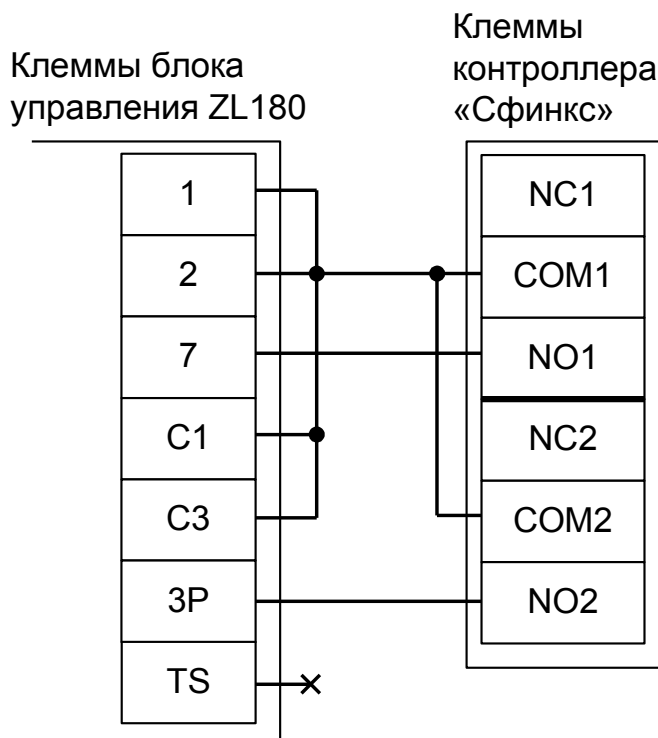 Клеммы блока
управления ZL180
Клеммы
контроллера
«Сфинкс»
1
2
7
C1
C3
3P
TS
NC1
COM1
NO1
NC2
COM2
NO2